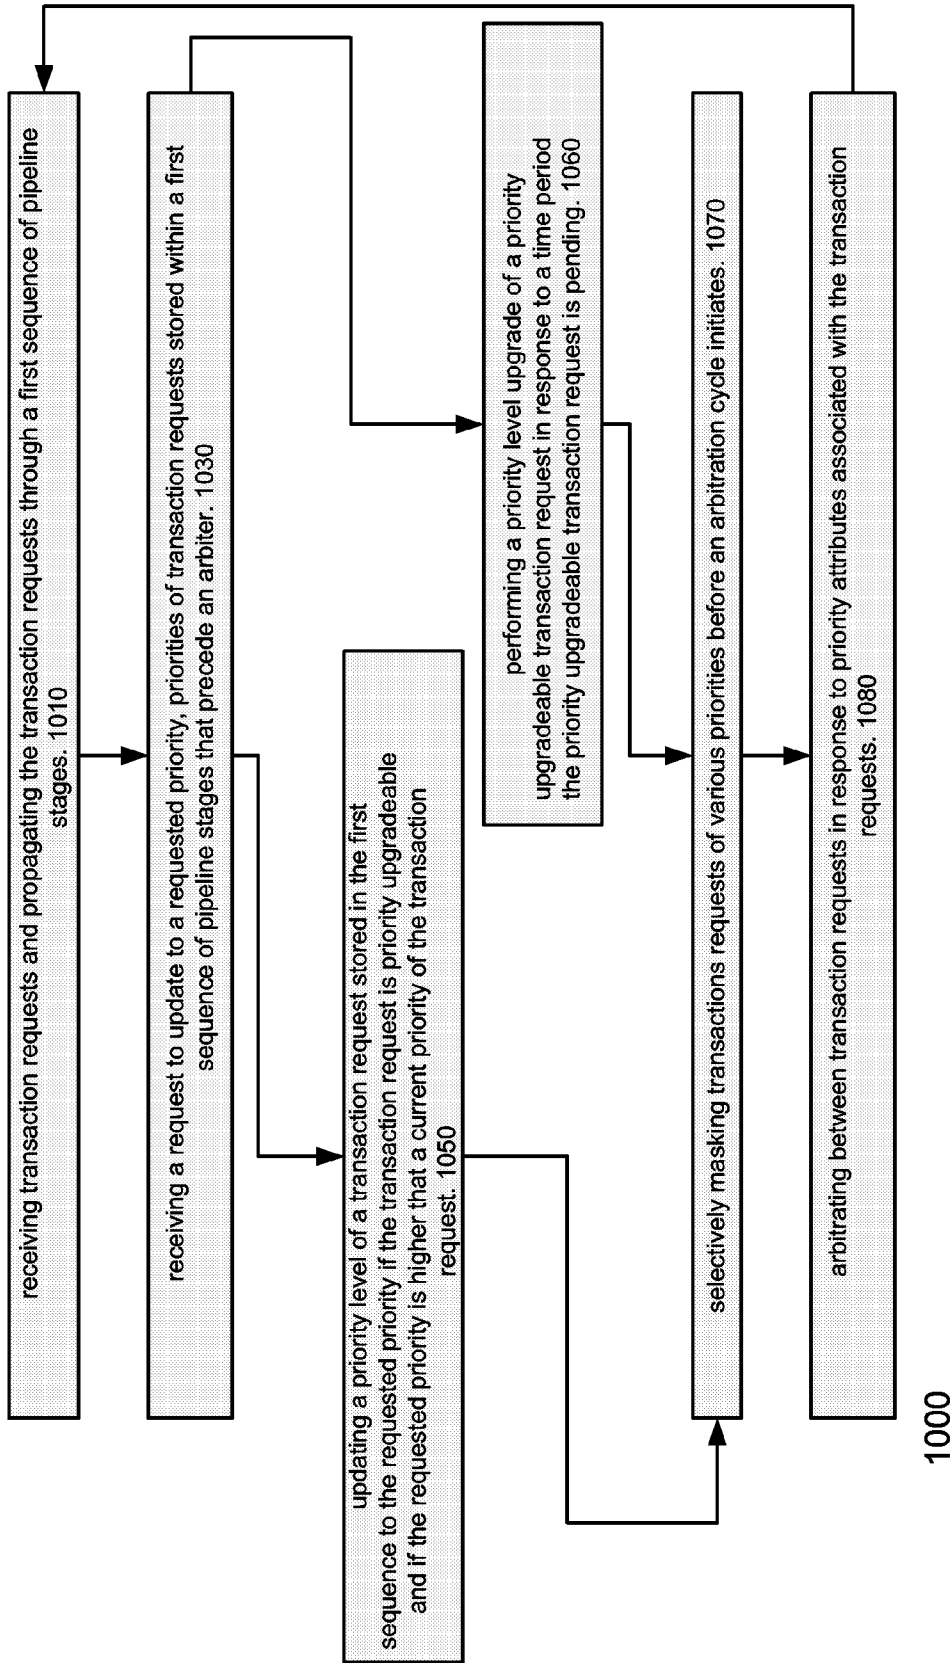 receiving transaction requests and propagating the transaction requests through a first sequence of pipeline
stages. 1010
receiving a request to update to a requested priority, priorities of transaction requests stored within a first
sequence of pipeline stages that precede an arbiter. 1030
updating a priority level of a transaction request stored in the first
sequence to the requested priority if the transaction request is priority upgradeable
and if the requested priority is higher that a current priority of the transaction
request. 1050
performing a priority level upgrade of a priority
upgradeable transaction request in response to a time period
the priority upgradeable transaction request is pending. 1060
selectively masking transactions requests of various priorities before an arbitration cycle initiates. 1070
arbitrating between transaction requests in response to priority attributes associated with the transaction
requests. 1080
1000